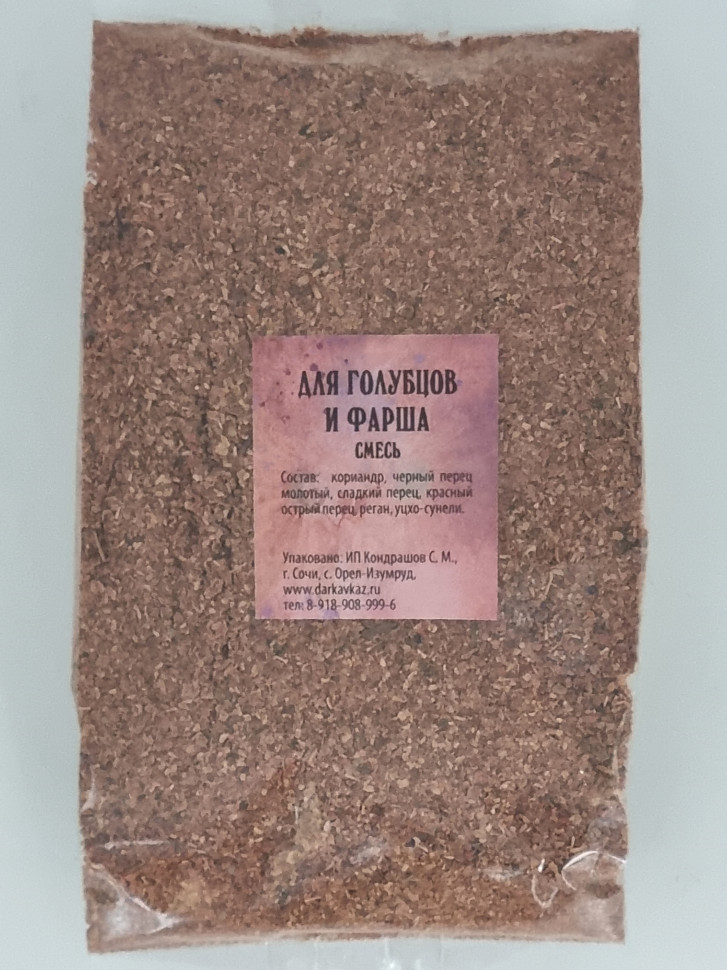 ДЛЯ ГОЛУБЦОВ
И ФАРША
СМЕСЬ
Состав: кориандр, черный перец
молотый, сладкий перец, красный
острый перец, реган, уцхо-сунели.
Упаковано: ИП Кондрашов С. М.,
г. Сочи, с. Орел-Изумруд,
www.darkavkaz.ru
тел: 8-918-908-999-6